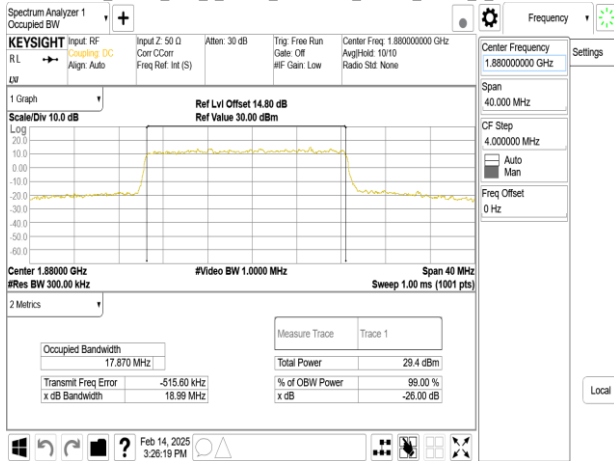 Spectrum Analyzer 1
Occupied BW
+
Frequency
KEYSIGHT
RL
LXI
Input: RF
Coupling: DC
Align: Auto
Input Z: 50 Ω
Corr CCorr
Freq Ref: Int (S)
Atten: 30 dB
Trig: Free Run
Gate: Off
#IF Gain: Low
Center Freq: 1.880000000 GHz
Avg|Hold: 10/10
Radio Std: None
Center Frequency
1.880000000 GHz
Settings
Span
40.000 MHz
CF Step
4.000000 MHz
Auto
Man
Freq Offset
0 Hz
Local
1 Graph
Scale/Div 10.0 dB
Ref Lvl Offset 14.80 dB
Ref Value 30.00 dBm
Log
20.0
10.0
0.00
-10.0
-20.0
-30.0
-40.0
-50.0
-60.0
Center 1.88000 GHz
#Video BW 1.0000 MHz
Span 40 MHz
#Res BW 300.00 kHz
Sweep 1.00 ms (1001 pts)
2 Metrics
Measure Trace
Trace 1
Occupied Bandwidth
17.870 MHz
Total Power
29.4 dBm
Transmit Freq Error
-515.60 kHz
% of OBW Power
99.00 %
x dB Bandwidth
18.99 MHz
x dB
-26.00 dB
?
Feb 14, 2025
3:26:19 PM